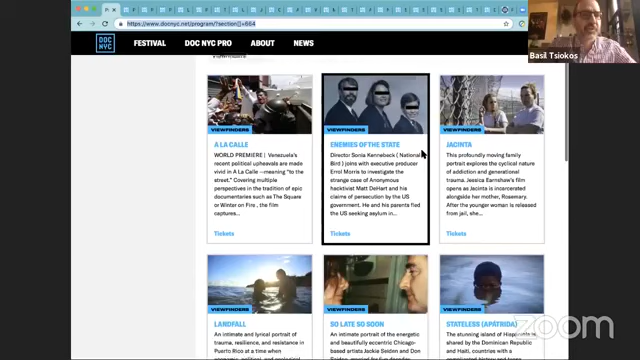 https://www.docnyc.net/program/?section[]=664
DOC
NYC
FESTIVAL
DOC NYC PRO
ABOUT
NEWS
Basil Tsiokos
VIEWFINDERS
A LA CALLE
WORLD PREMIERE | Venezuela's
recent political upheavals are made
vivid in A La Calle —meaning "to the
street." Covering multiple
perspectives in the tradition of epic
documentaries such as The Square
or Winter on Fire , the film
captures...
Tickets
VIEWFINDERS
ENEMIES OF THE STATE
Director Sonia Kennebeck ( National
Bird ) joins with executive producer
Errol Morris to investigate the
strange case of Anonymous
hacktivist Matt DeHart and his
claims of persecution by the US
government. He and his parents fled
the US seeking asylum in...
Tickets
VIEWFINDERS
JACINTA
This profoundly moving family
portrait explores the cyclical nature
of addiction and generational
trauma. Jessica Earnshaw's film
opens as Jacinta is incarcerated
alongside her mother, Rosemary.
After the younger woman is released
from jail, she...
Tickets
VIEWFINDERS
LANDFALL
An intimate and lyrical portrait of
trauma, resilience, and resistance in
VIEWFINDERS
SO LATE SO SOON
An intimate portrait of the energetic
and beautifully eccentric Chicago-
based artists Jackie Seiden and Don
VIEWFINDERS
STATELESS (APÁTRIDA)
The stunning island of Hispaniola is
shared by the Dominican Republic
zoom